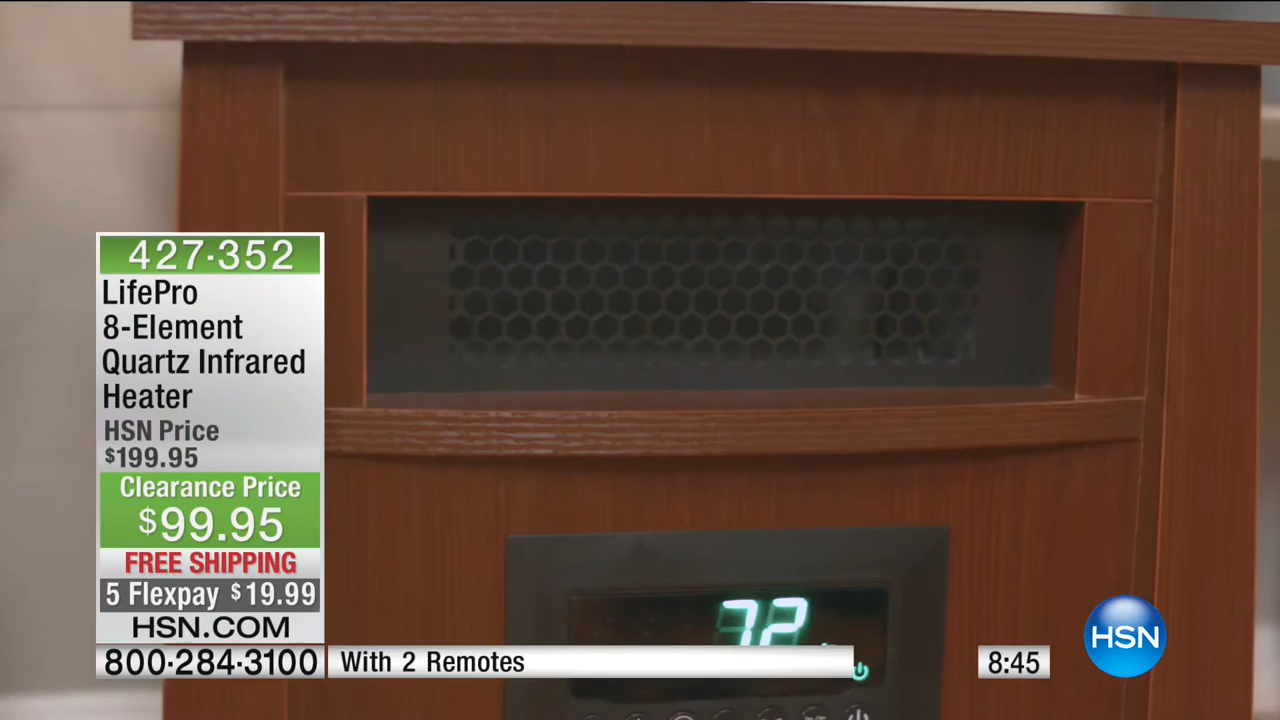 427·352
LifePro
8-Element
Quartz Infrared
Heater
HSN Price
$199.95
Clearance Price
$99.95
FREE SHIPPING
5 Flexpay $19.99
HSN.COM
800·284·3100
With 2 Remotes
8:45
HSN
72